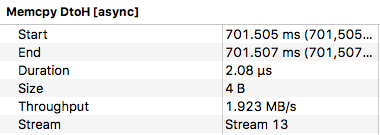 Memcpy DtoH [async]
Start 701.505 ms (701,505...
End 701.507 ms (701,507...
Duration 2.08 µs
Size 4 B
Throughput 1.923 MB/s
Stream Stream 13